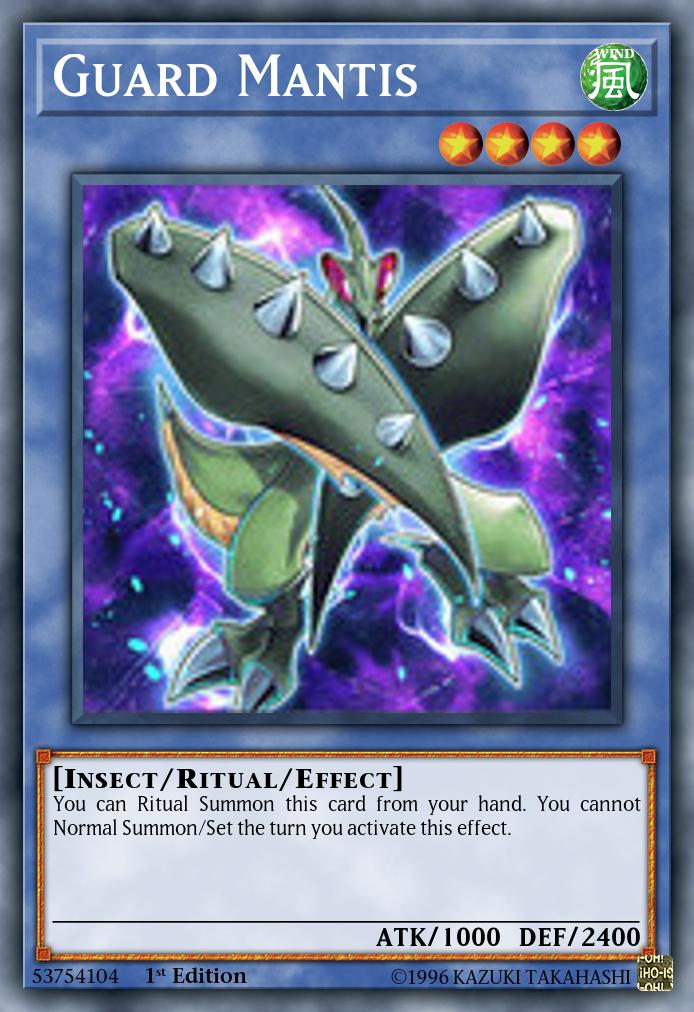 Guard Mantis
WIND
風
[Insect/Ritual/Effect]
You can Ritual Summon this card from your hand. You cannot
Normal Summon/Set the turn you activate this effect.
ATK/1000 DEF/2400
53754104 1st Edition ©1996 KAZUKI TAKAHASHI